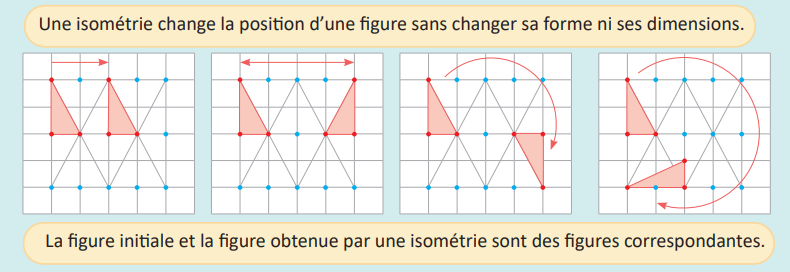 Une isométrie change la position d’une figure sans changer sa forme ni ses dimensions.
La figure initiale et la figure obtenue par une isométrie sont des figures correspondantes.